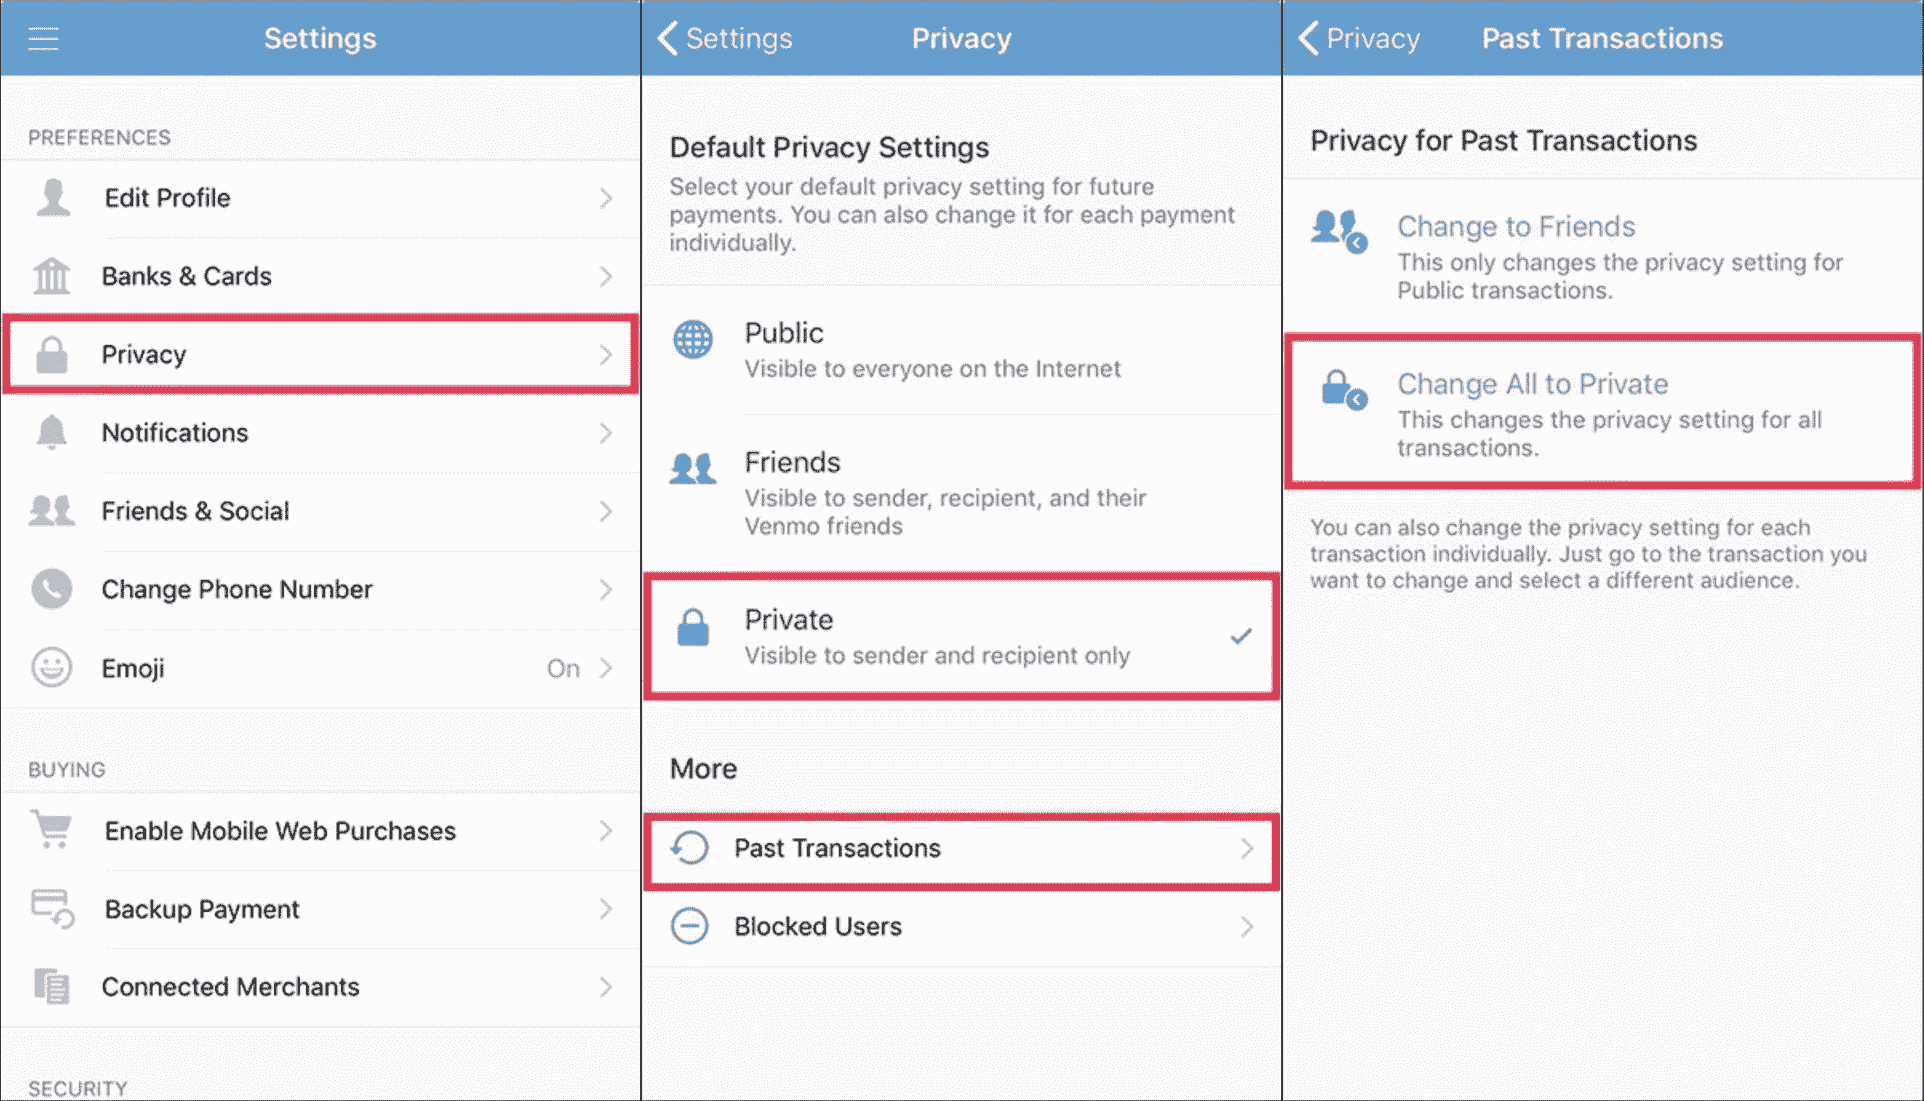 Settings
PREFERENCES
Edit Profile
Banks & Cards
Privacy
Notifications
Friends & Social
Change Phone Number
Emoji On
BUYING
Enable Mobile Web Purchases
Backup Payment
Connected Merchants
SECURITY
Settings Privacy
Default Privacy Settings
Select your default privacy setting for future
payments. You can also change it for each payment
individually.
Public
Visible to everyone on the Internet
Friends
Visible to sender, recipient, and their
Venmo friends
Private
Visible to sender and recipient only
More
Past Transactions
Blocked Users
Privacy Past Transactions
Privacy for Past Transactions
Change to Friends
This only changes the privacy setting for
Public transactions.
Change All to Private
This changes the privacy setting for all
transactions.
You can also change the privacy setting for each
transaction individually. Just go to the transaction you
want to change and select a different audience.